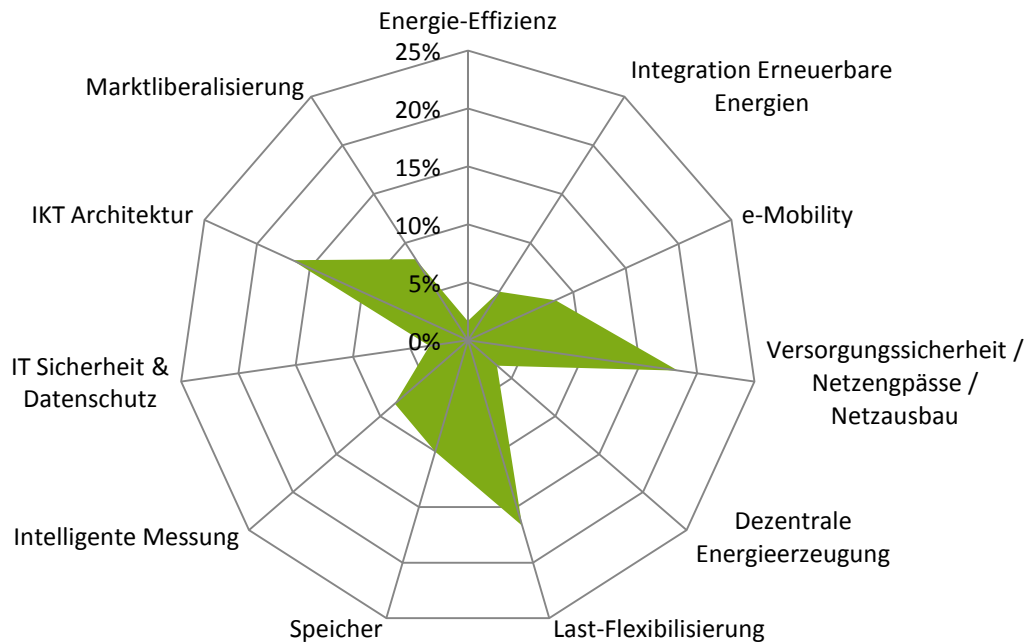 Energie-Effizienz
25%
Integration Erneuerbare
Energien
Marktliberalisierung
20%
15%
IKT Architektur
e-Mobility
10%
5%
0%
IT Sicherheit &
Datenschutz
Versorgungssicherheit /
Netzengpässe /
Netzausbau
Intelligente Messung
Dezentrale
Energieerzeugung
Speicher
Last-Flexibilisierung